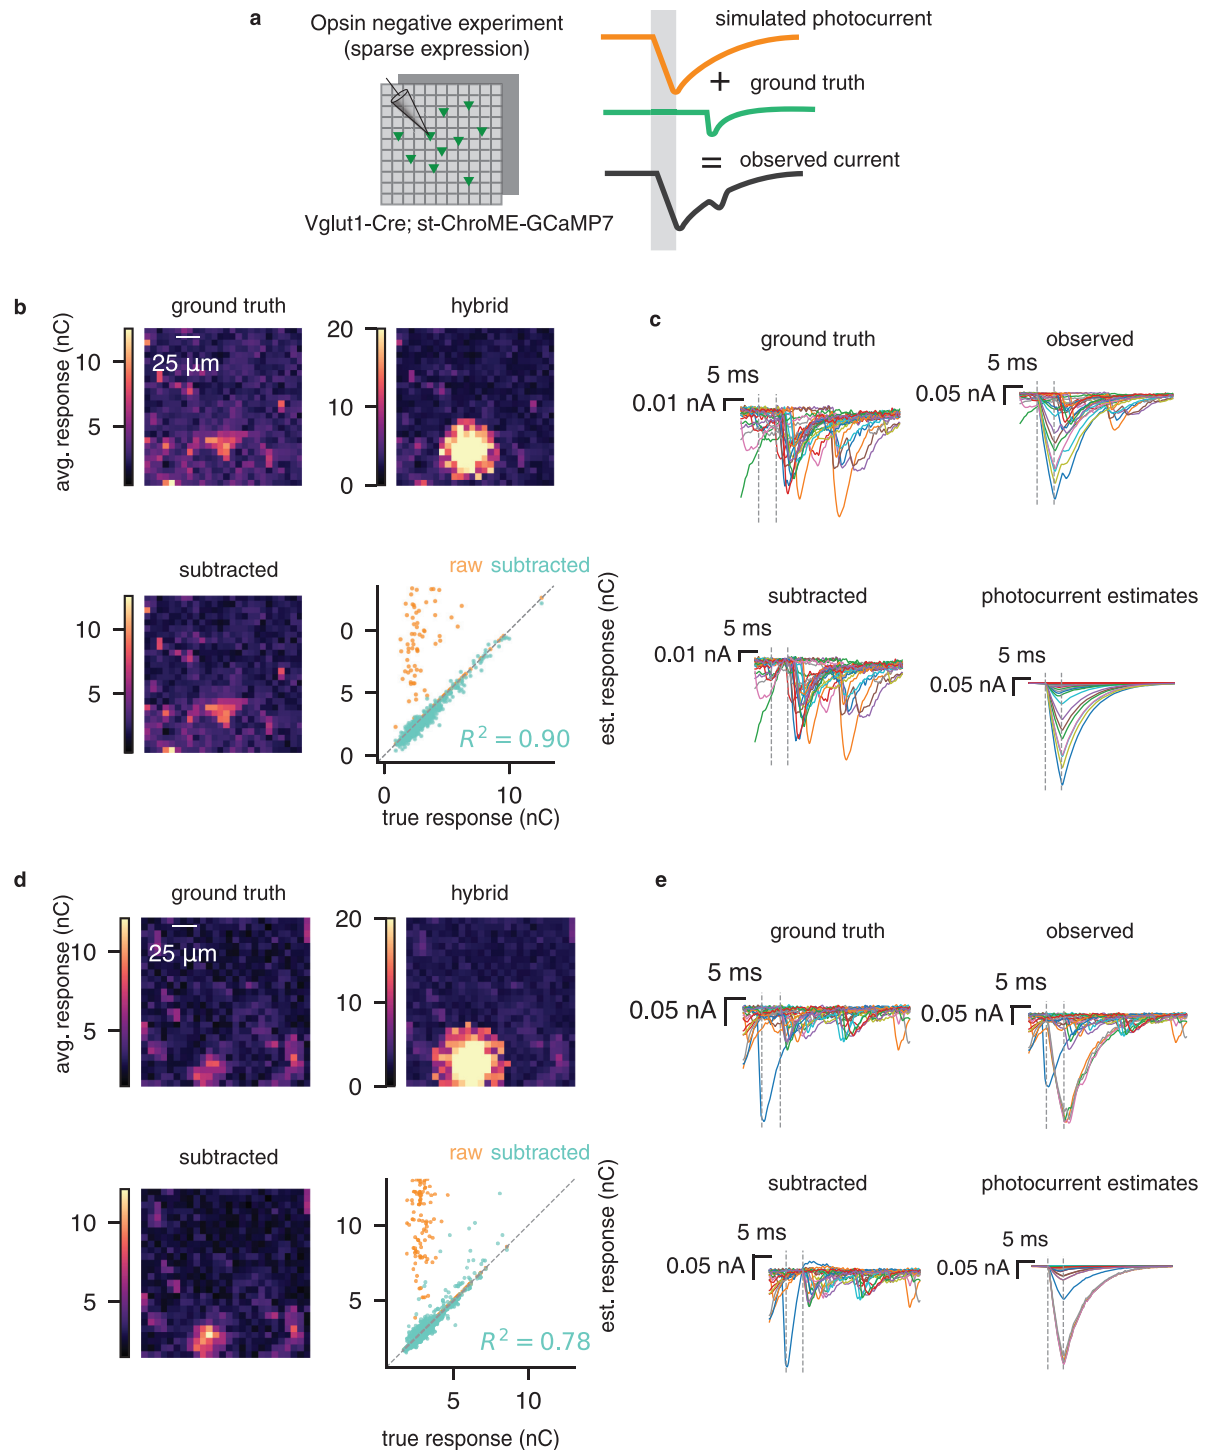 a
Opsin negative experiment
(sparse expression)
Vglut1-Cre; st-ChroME-GCaMP7
simulated photocurrent
+
ground truth
=
observed current
b
avg. response (nC)
ground truth
10
5
25 μm
hybrid
20
10
0
subtracted
10
5
raw subtracted
0
5
0
R² = 0.90
0
10
true response (nC)
est. response (nC)
c
ground truth
5 ms
0.01 nA
observed
5 ms
0.05 nA
subtracted
5 ms
0.01 nA
photocurrent estimates
5 ms
0.05 nA
d
avg. response (nC)
ground truth
10
5
25 μm
hybrid
20
10
0
subtracted
10
5
raw subtracted
10
5
R² = 0.78
5
10
true response (nC)
est. response (nC)
e
ground truth
5 ms
0.05 nA
observed
5 ms
0.05 nA
subtracted
5 ms
0.05 nA
photocurrent estimates
5 ms
0.05 nA